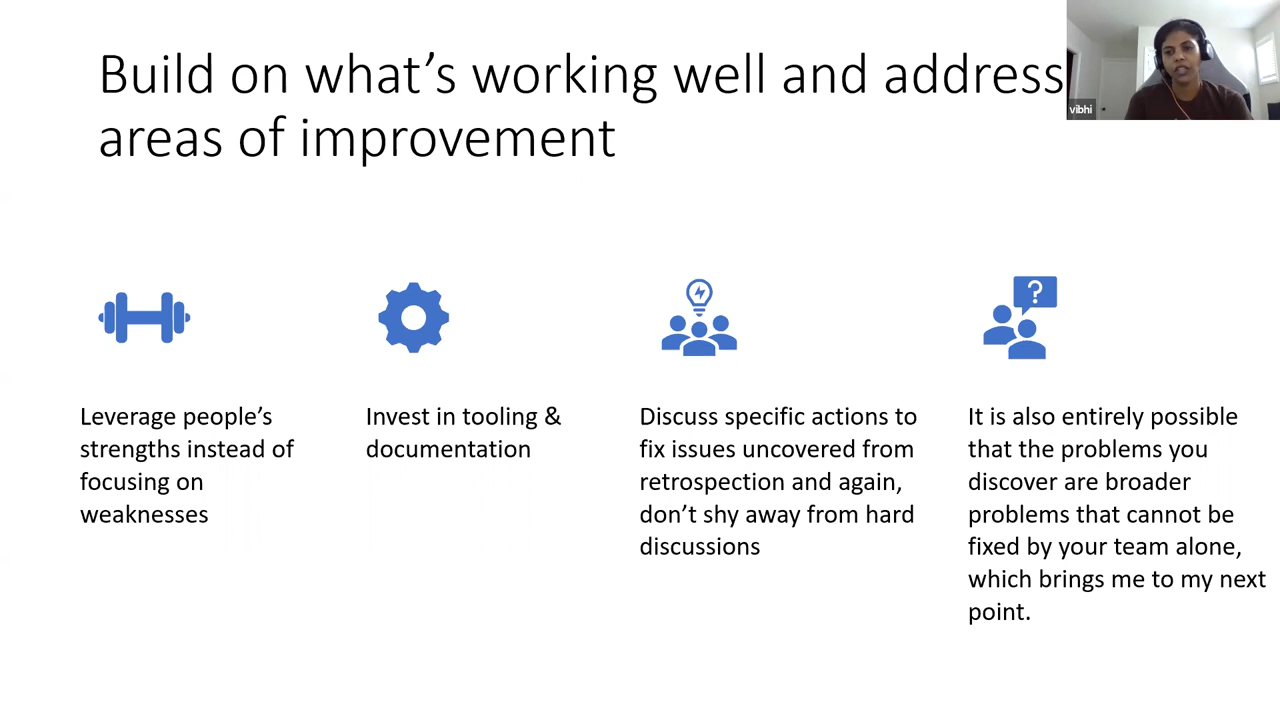 Build on what’s working well and address
areas of improvement
vibhi
?
Leverage people’s
strengths instead of
focusing on
weaknesses
Invest in tooling &
documentation
Discuss specific actions to
fix issues uncovered from
retrospection and again,
don’t shy away from hard
discussions
It is also entirely possible
that the problems you
discover are broader
problems that cannot be
fixed by your team alone,
which brings me to my next
point.